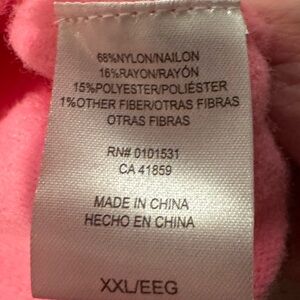 68%NYLON/NAILON
16%RAYON/RAYÓN
15%POLYESTER/POLIÉSTER
1%OTHER FIBER/OTRAS FIBRAS
OTRAS FIBRAS
RN# 0101531
CA 41859
MADE IN CHINA
HECHO EN CHINA
XXL/EEG